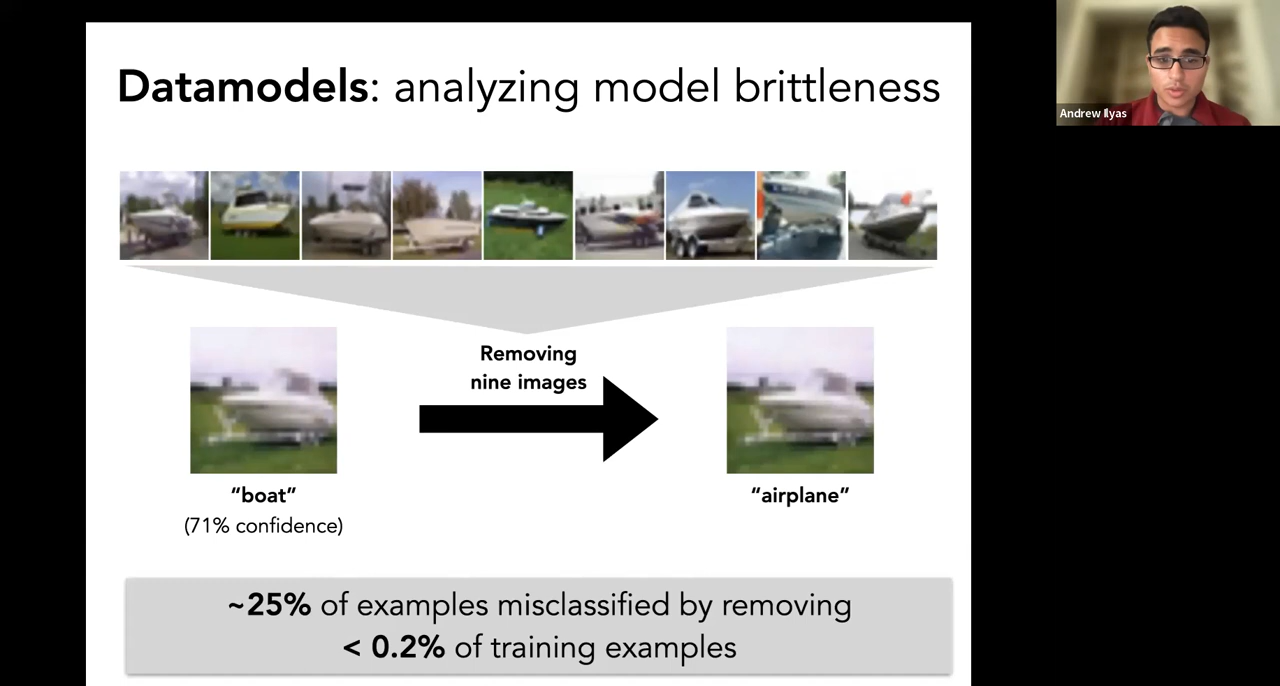 Datamodels: analyzing model brittleness
Andrew Ilyas
Removing
nine images
"boat"
(71% confidence)
"airplane"
~25% of examples misclassified by removing
< 0.2% of training examples